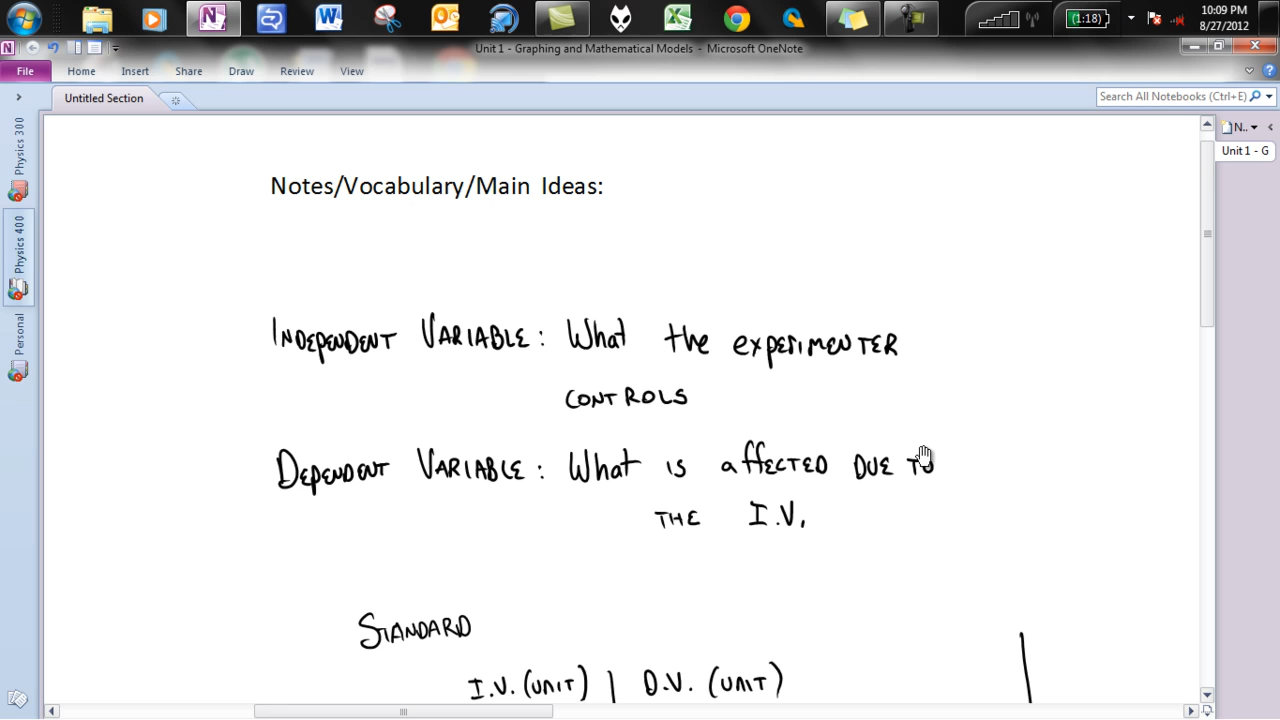 10:09 PM
(1:18)
8/27/2012
Unit 1 - Graphing and Mathematical Models - Microsoft OneNote
File Home Insert Share Draw Review View
Untitled Section
Search All Notebooks (Ctrl+E)
N..
Unit 1 - G
Physics 300
Physics 400
Personal
Notes/Vocabulary/Main Ideas:
INDEPENDENT VARIABLE: What the experimenTER
CONTROLS
DEPENDENT VARIABLE: What is affECTED DUE TO
THE I.V.
STANDARD
I.V. (UNIT) | D.V. (UNIT)